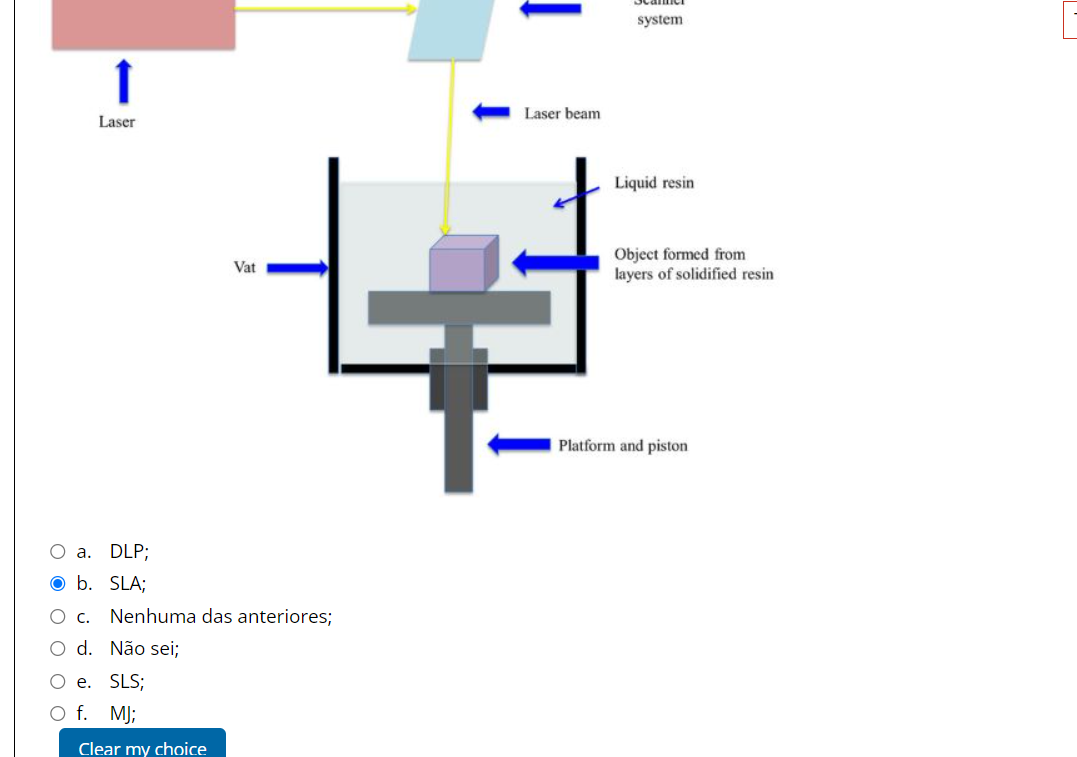 Scanner
system
Laser
Laser beam
Liquid resin
Object formed from
layers of solidified resin
Vat
Platform and piston
a. DLP;
b. SLA;
c. Nenhuma das anteriores;
d. Não sei;
e. SLS;
f. MJ;
Clear my choice